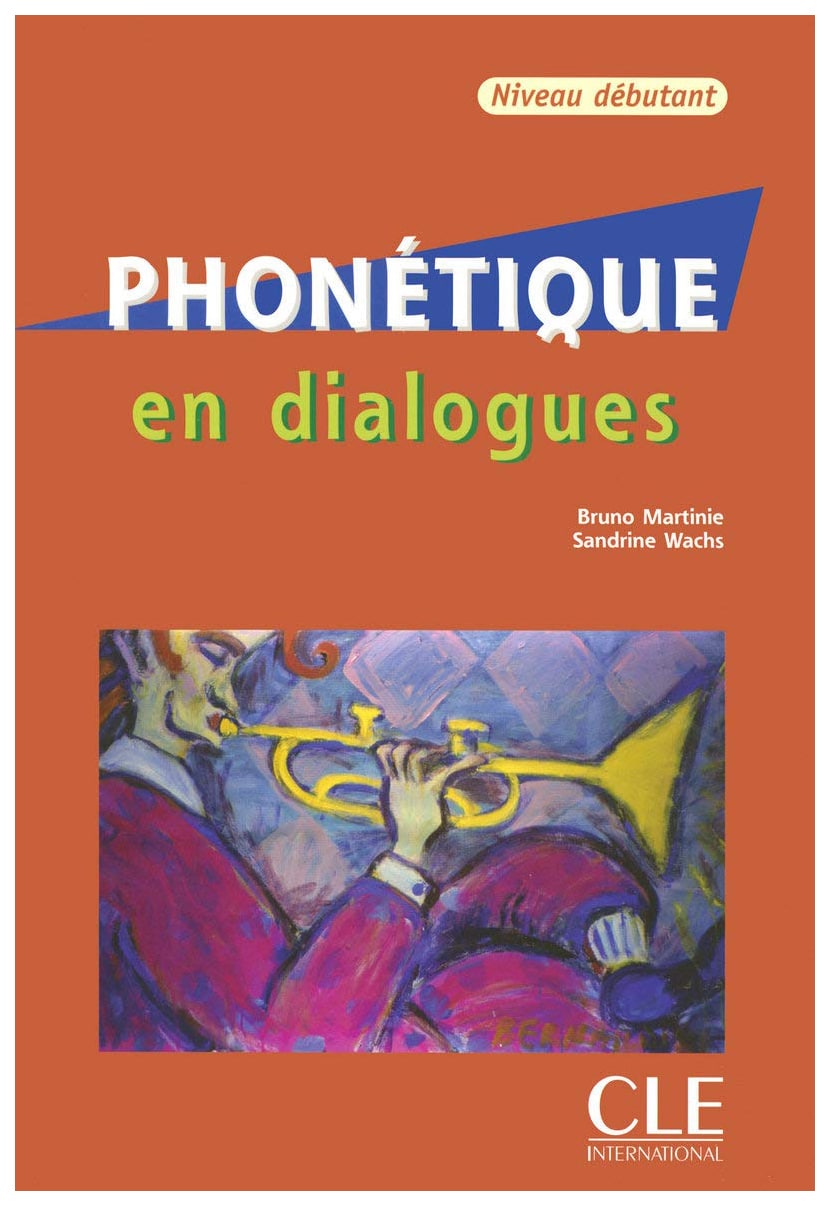 Niveau débutant
PHONÉTIQUE
en dialogues
Bruno Martinie
Sandrine Wachs
CLE
INTERNATIONAL